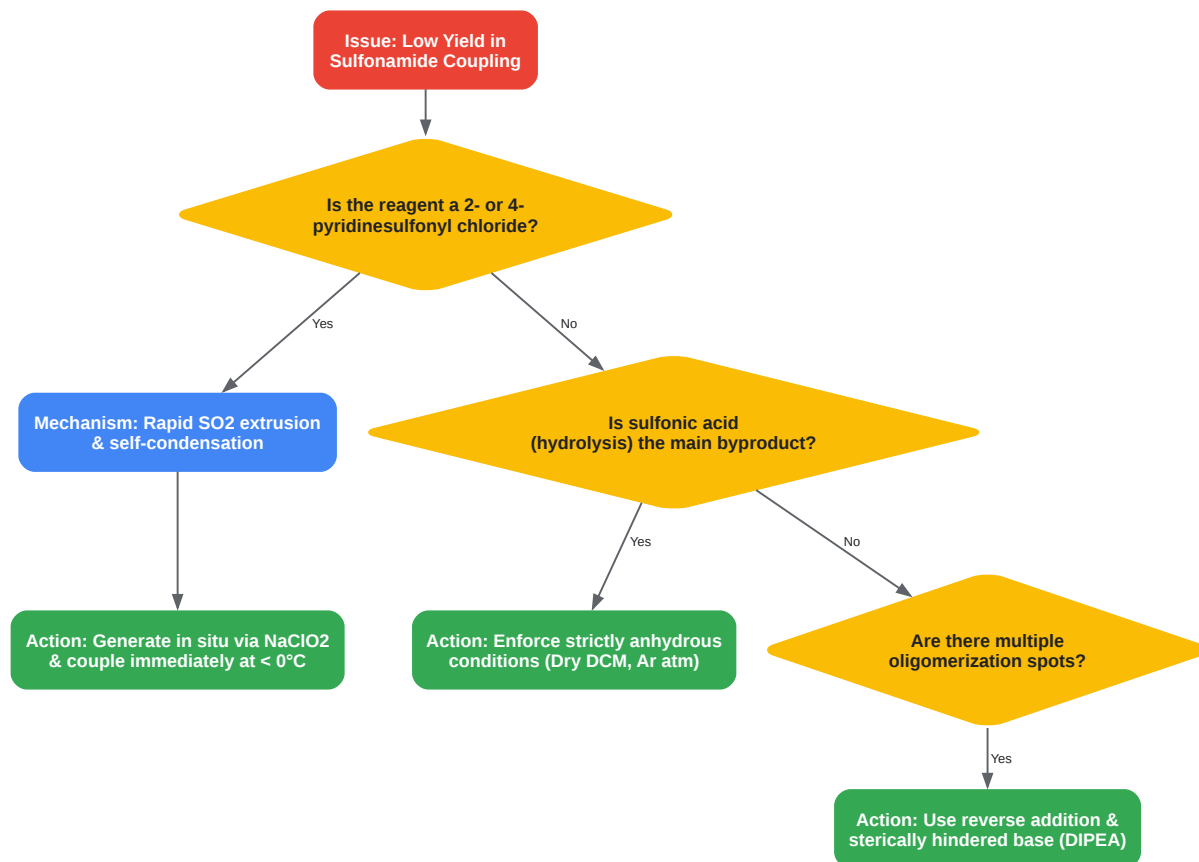 Issue: Low Yield in
Sulfonamide Coupling
Is the reagent a 2- or 4-
pyridinesulfonyl chloride?
Yes
No
Mechanism: Rapid SO2 extrusion
& self-condensation
Is sulfonic acid
(hydrolysis) the main byproduct?
Yes
No
Action: Generate in situ via NaClO2
& couple immediately at < 0°C
Action: Enforce strictly anhydrous
conditions (Dry DCM, Ar atm)
Are there multiple
oligomerization spots?
Yes
Action: Use reverse addition &
sterically hindered base (DIPEA)